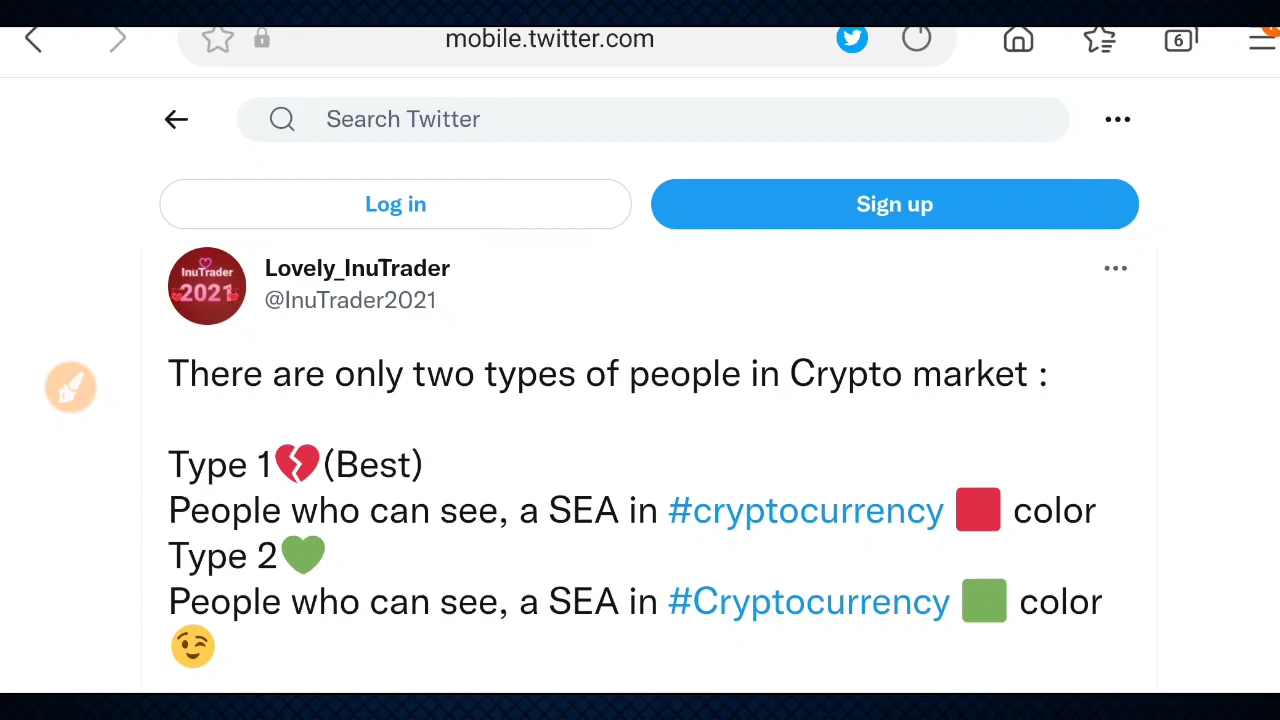 mobile.twitter.com
6
Search Twitter
Log in
Sign up
InuTrader
2021
Lovely_InuTrader
@InuTrader2021
There are only two types of people in Crypto market :
Type 1💔(Best)
People who can see, a SEA in #cryptocurrency 🟥 color
Type 2💚
People who can see, a SEA in #Cryptocurrency 🟩 color
😉